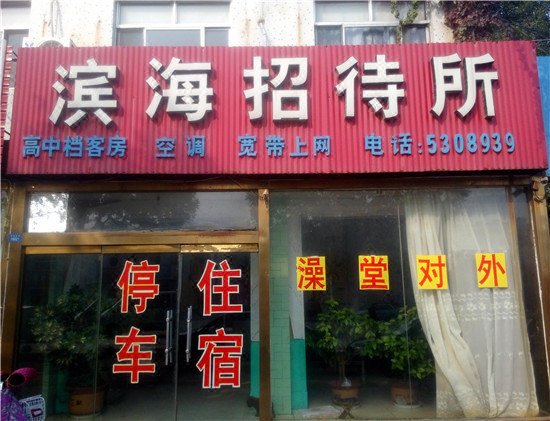 滨海招待所
高中档客房 空调 宽带上网 电话:5308939
停车
住宿
澡堂对外